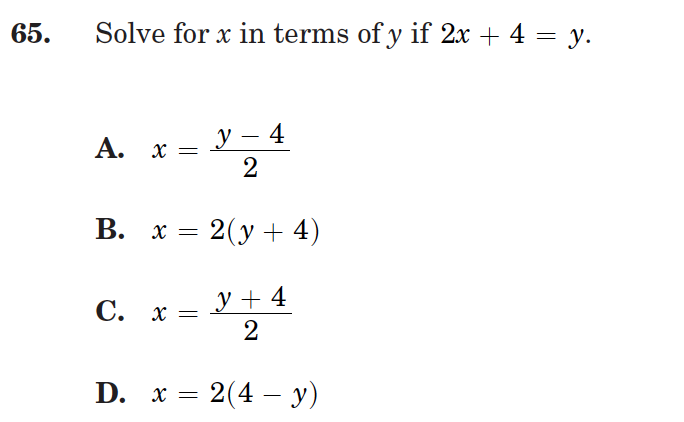 65. Solve for x in terms of y if 2x + 4 = y.
A. x = \frac{y − 4}{2}
B. x = 2(y + 4)
C. x = \frac{y + 4}{2}
D. x = 2(4 − y)